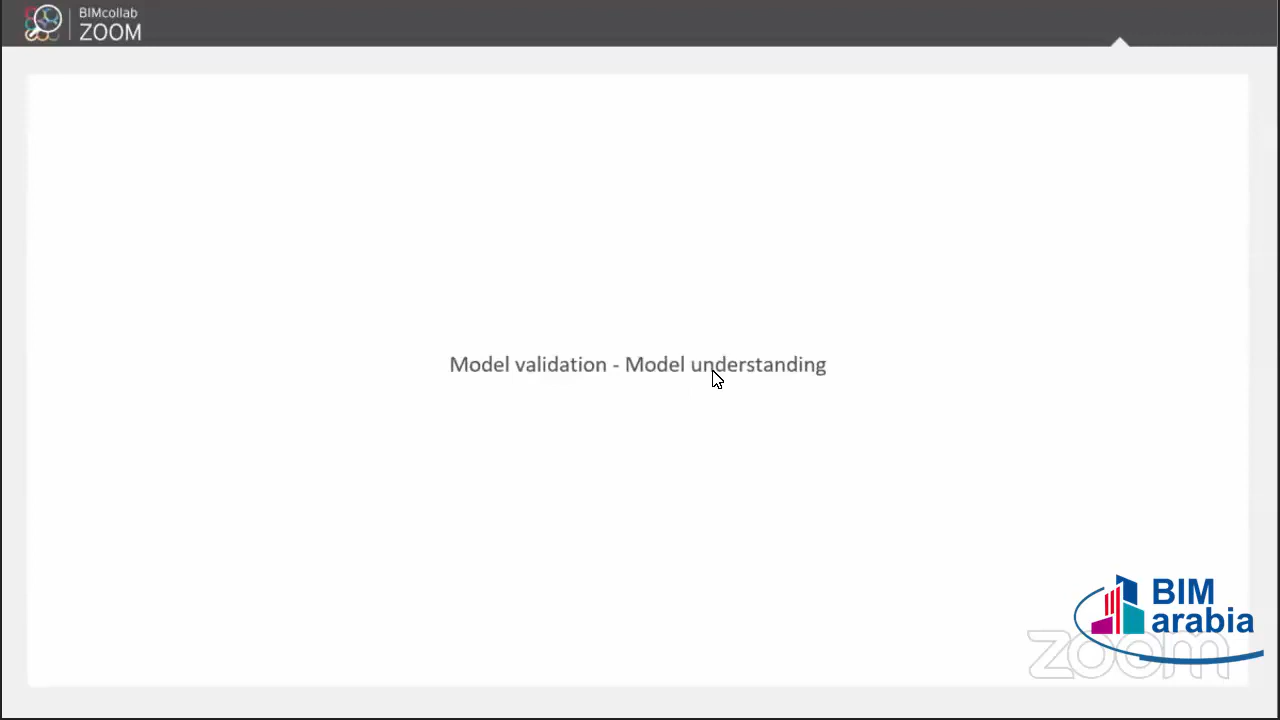 BIMcollab
ZOOM
Model validation - Model understanding
BIM
arabia
zoom